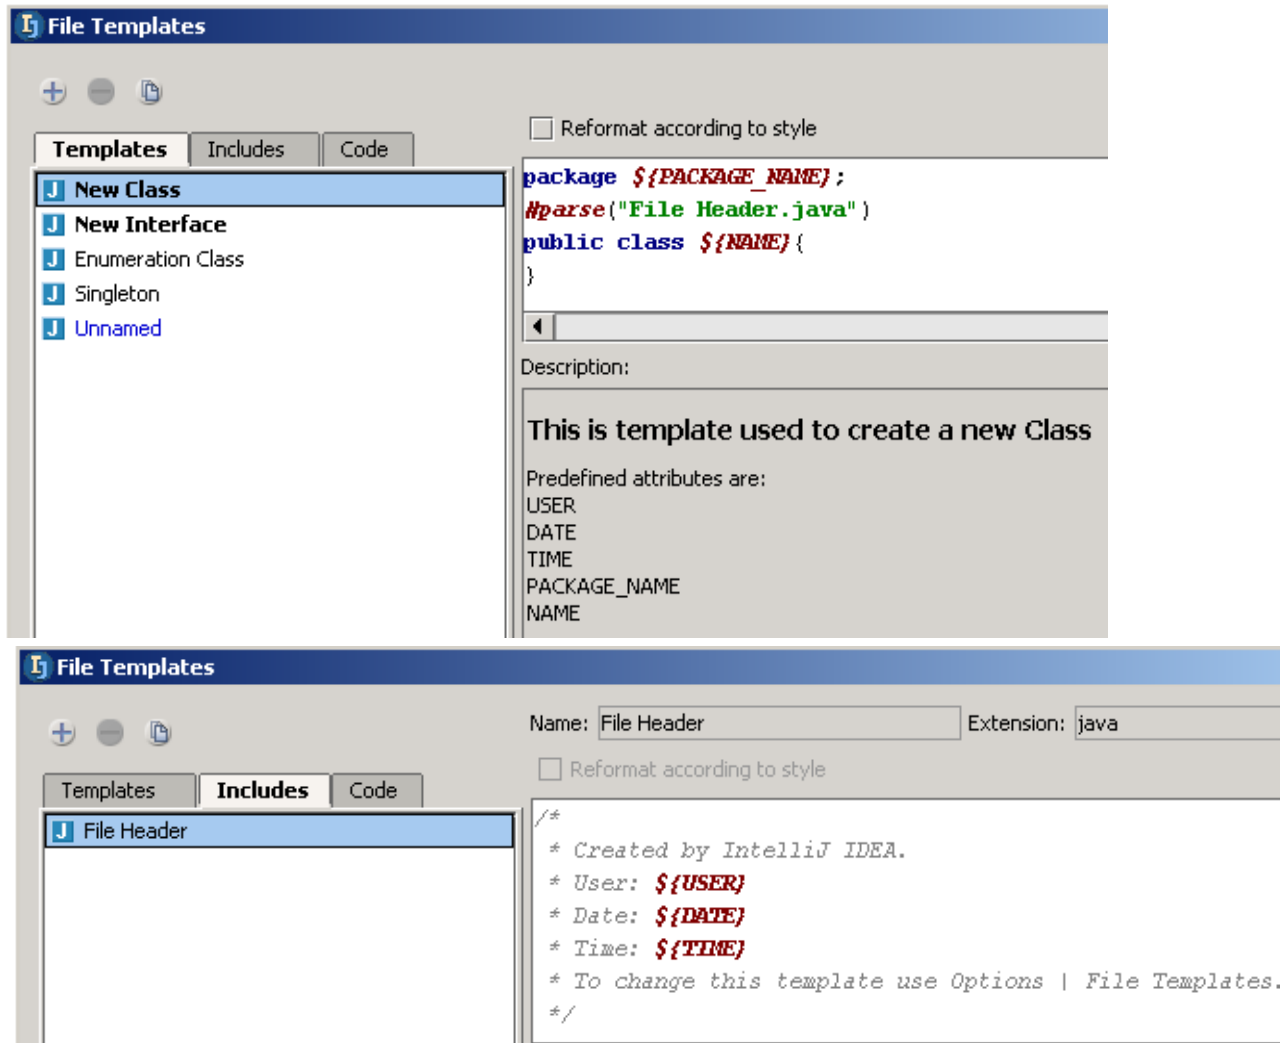 File Templates
Templates Includes Code
New Class
New Interface
Enumeration Class
Singleton
Unnamed
Reformat according to style
package ${PACKAGE_NAME};
#parse("File Header.java")
public class ${NAME}{
}
Description:
This is template used to create a new Class
Predefined attributes are:
USER
DATE
TIME
PACKAGE_NAME
NAME
File Templates
Templates Includes Code
File Header
Name: File Header Extension: java
Reformat according to style
/*
* Created by IntelliJ IDEA.
* User: ${USER}
* Date: ${DATE}
* Time: ${TIME}
* To change this template use Options | File Templates.
*/